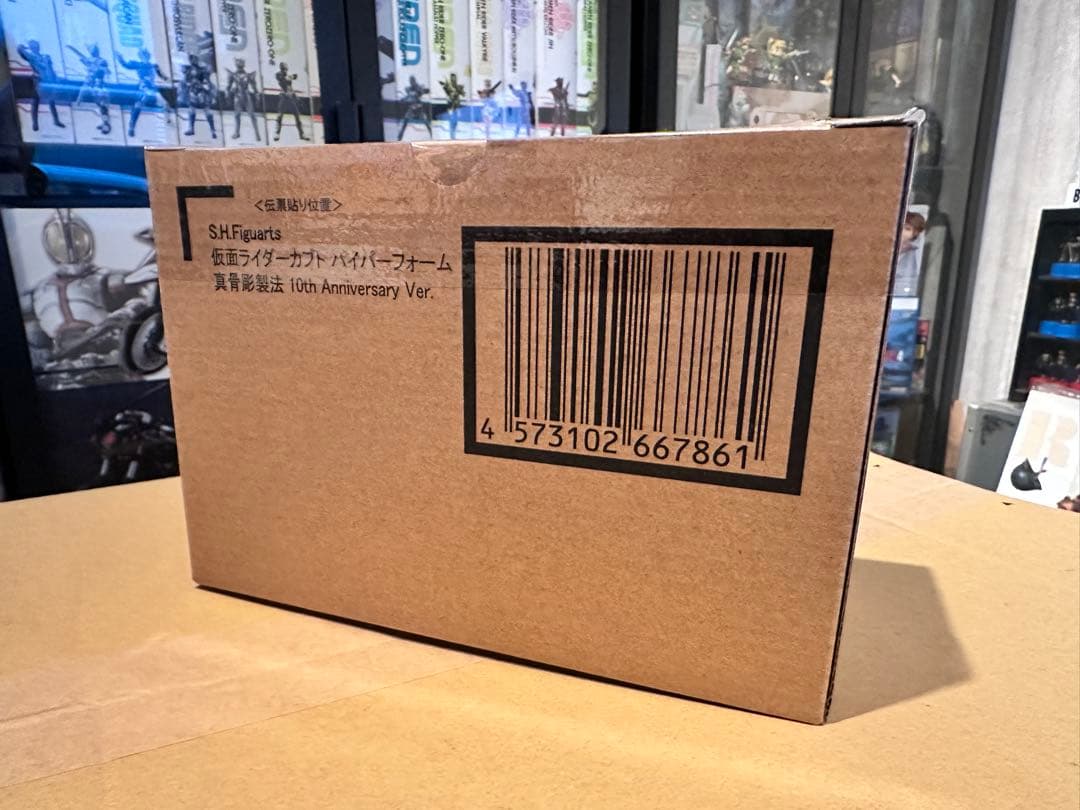 <伝票貼り位置>
S.H.Figuarts
仮面ライダーカブト ハイパーフォーム
真骨彫製法 10th Anniversary Ver.
4 573102 667861